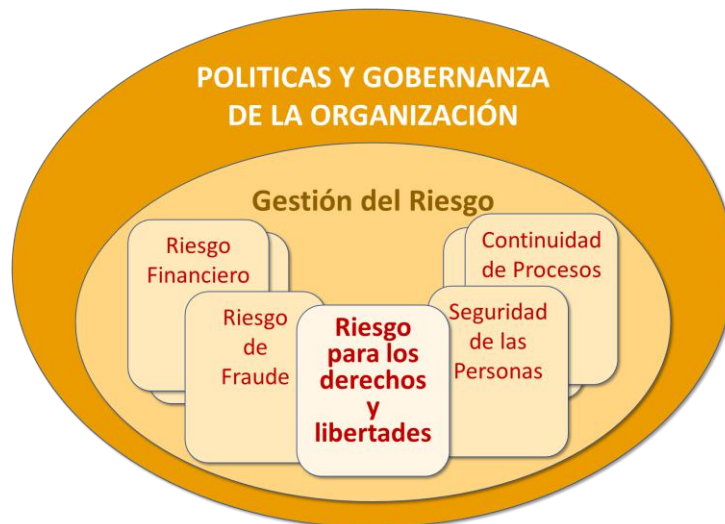 POLITICAS Y GOBERNANZA
DE LA ORGANIZACIÓN
Gestión del Riesgo
Riesgo
Financiero
Continuidad
de Procesos
Riesgo
de
Fraude
Seguridad
de las
Personas
Riesgo
para los
derechos
y
libertades